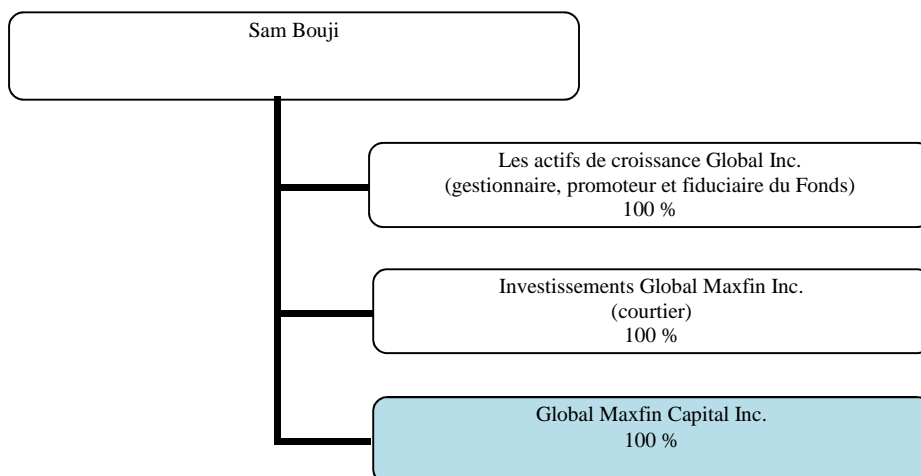 Sam Bouji
Les actifs de croissance Global Inc.
(gestionnaire, promoteur et fiduciaire du Fonds)
100 %
Investissements Global Maxfin Inc.
(courtier)
100 %
Global Maxfin Capital Inc.
100 %